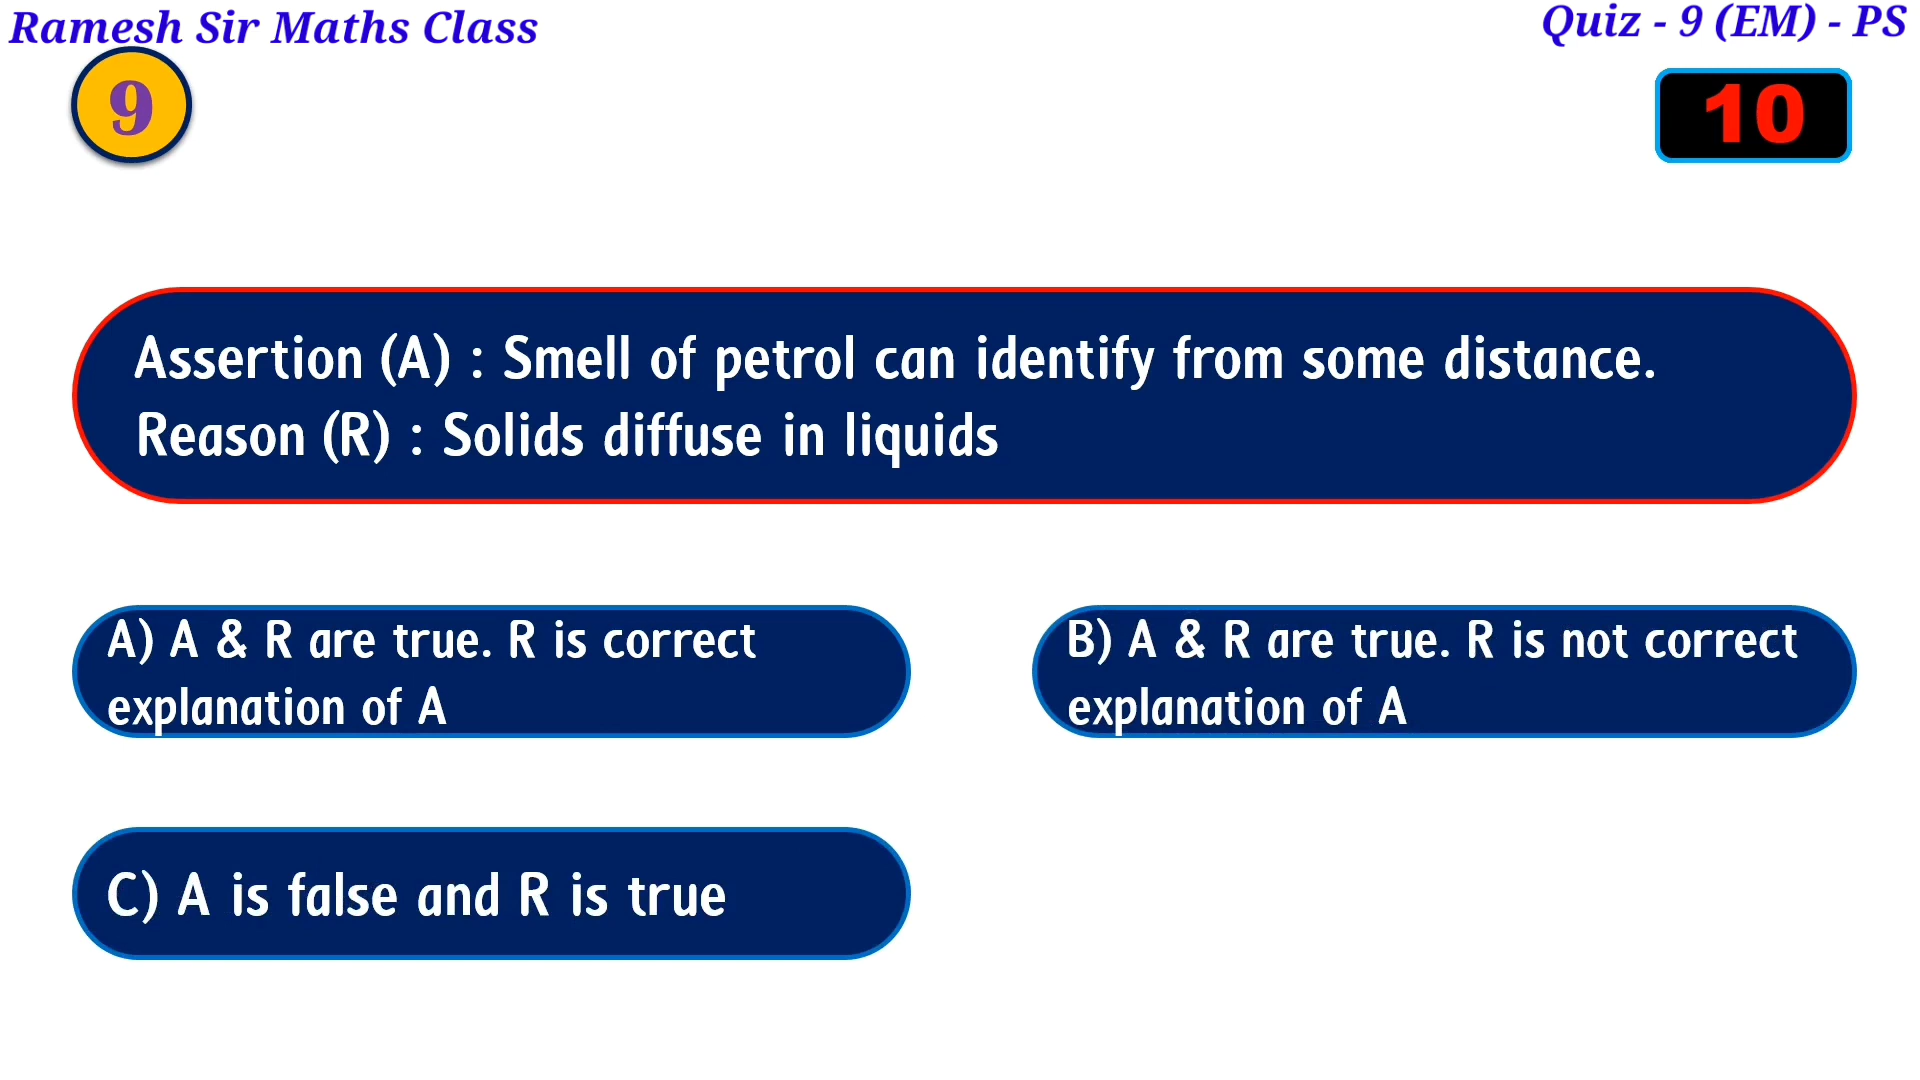 Ramesh Sir Maths Class
Quiz - 9 (EM) - PS
9
10
Assertion (A) : Smell of petrol can identify from some distance.
Reason (R) : Solids diffuse in liquids
A) A & R are true. R is correct
explanation of A
B) A & R are true. R is not correct
explanation of A
C) A is false and R is true